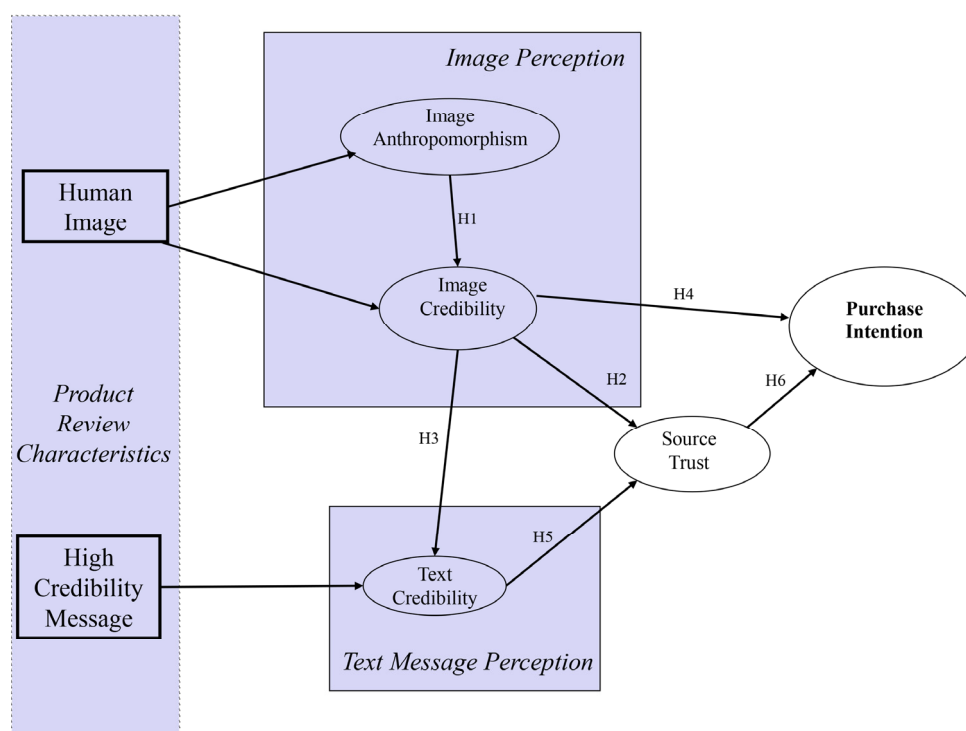 Image Perception
Image
Anthropomorphism
Human
Image
H1
Image
Credibility
H4
Purchase
Intention
H2
H6
Product
Review
Characteristics
H3
Source
Trust
High
Credibility
Message
H5
Text
Credibility
Text Message Perception